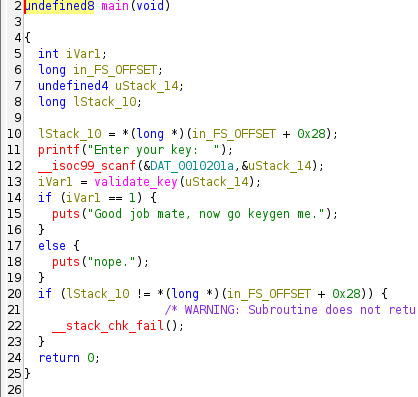 2 undefined8 main(void)
3
4 {
5 int iVar1;
6 long in_FS_OFFSET;
7 undefined4 uStack_14;
8 long lStack_10;
9
10 lStack_10 = *(long *)(in_FS_OFFSET + 0x28);
11 printf("Enter your key:  ");
12 __isoc99_scanf(&DAT_0010201a,&uStack_14);
13 iVar1 = validate_key(uStack_14);
14 if (iVar1 == 1) {
15 puts("Good job mate, now go keygen me.");
16 }
17 else {
18 puts("nope.");
19 }
20 if (lStack_10 != *(long *)(in_FS_OFFSET + 0x28)) {
21 /* WARNING: Subroutine does not retu
22 __stack_chk_fail();
23 }
24 return 0;
25 }
26